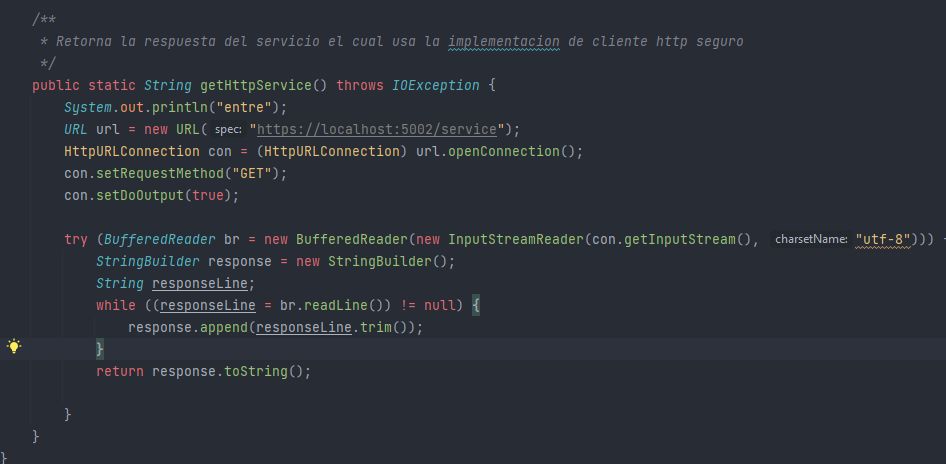 /**
 * Retorna la respuesta del servicio el cual usa la implementacion de cliente http seguro
 */
public static String getHttpService() throws IOException {
System.out.println("entre");
URL url = new URL( spec: "https://localhost:5002/service");
HttpURLConnection con = (HttpURLConnection) url.openConnection();
con.setRequestMethod("GET");
con.setDoOutput(true);
try (BufferedReader br = new BufferedReader(new InputStreamReader(con.getInputStream(), charsetName: "utf-8")))
StringBuilder response = new StringBuilder();
String responseLine;
while ((responseLine = br.readLine()) != null) {
response.append(responseLine.trim());
}
return response.toString();
}
}
}